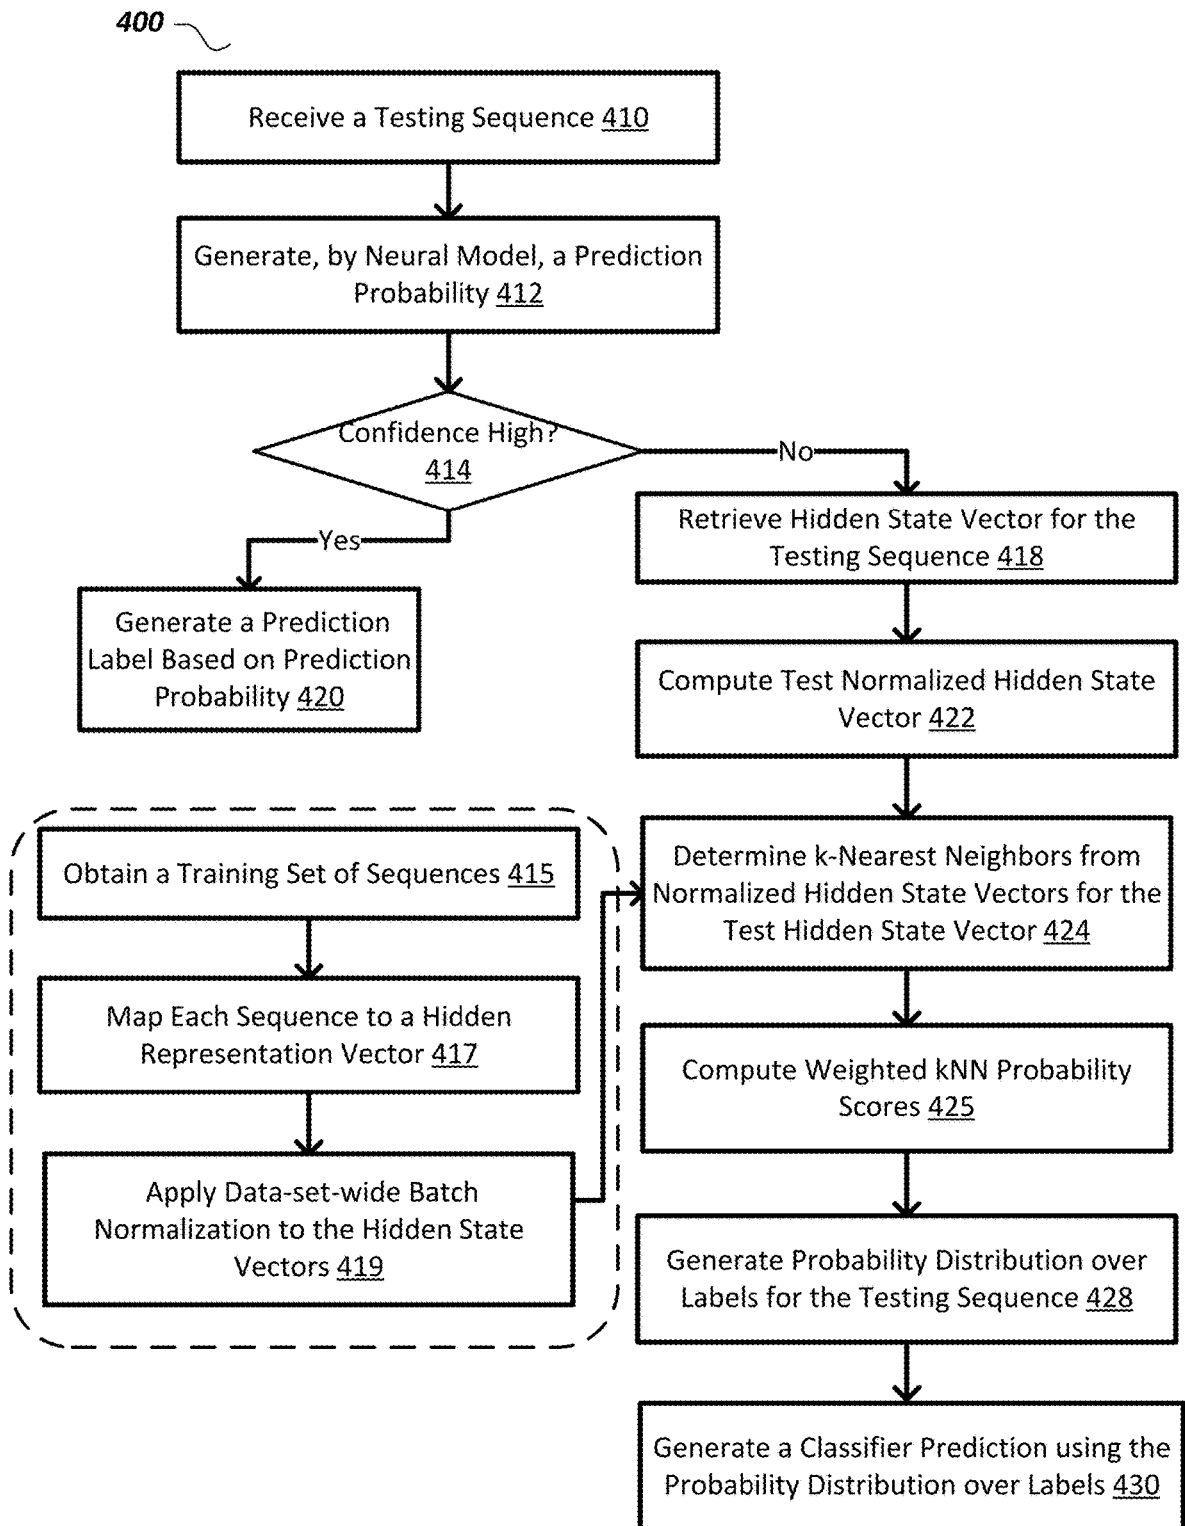 400
Receive a Testing Sequence 410
Generate, by Neural Model, a Prediction
Probability 412
Confidence High?
414
No
Yes
Retrieve Hidden State Vector for the
Testing Sequence 418
Generate a Prediction
Label Based on Prediction
Probability 420
Compute Test Normalized Hidden State
Vector 422
Obtain a Training Set of Sequences 415
Map Each Sequence to a Hidden
Representation Vector 417
Apply Data-set-wide Batch
Normalization to the Hidden State
Vectors 419
Determine k-Nearest Neighbors from
Normalized Hidden State Vectors for the
Test Hidden State Vector 424
Compute Weighted kNN Probability
Scores 425
Generate Probability Distribution over
Labels for the Testing Sequence 428
Generate a Classifier Prediction using the
Probability Distribution over Labels 430